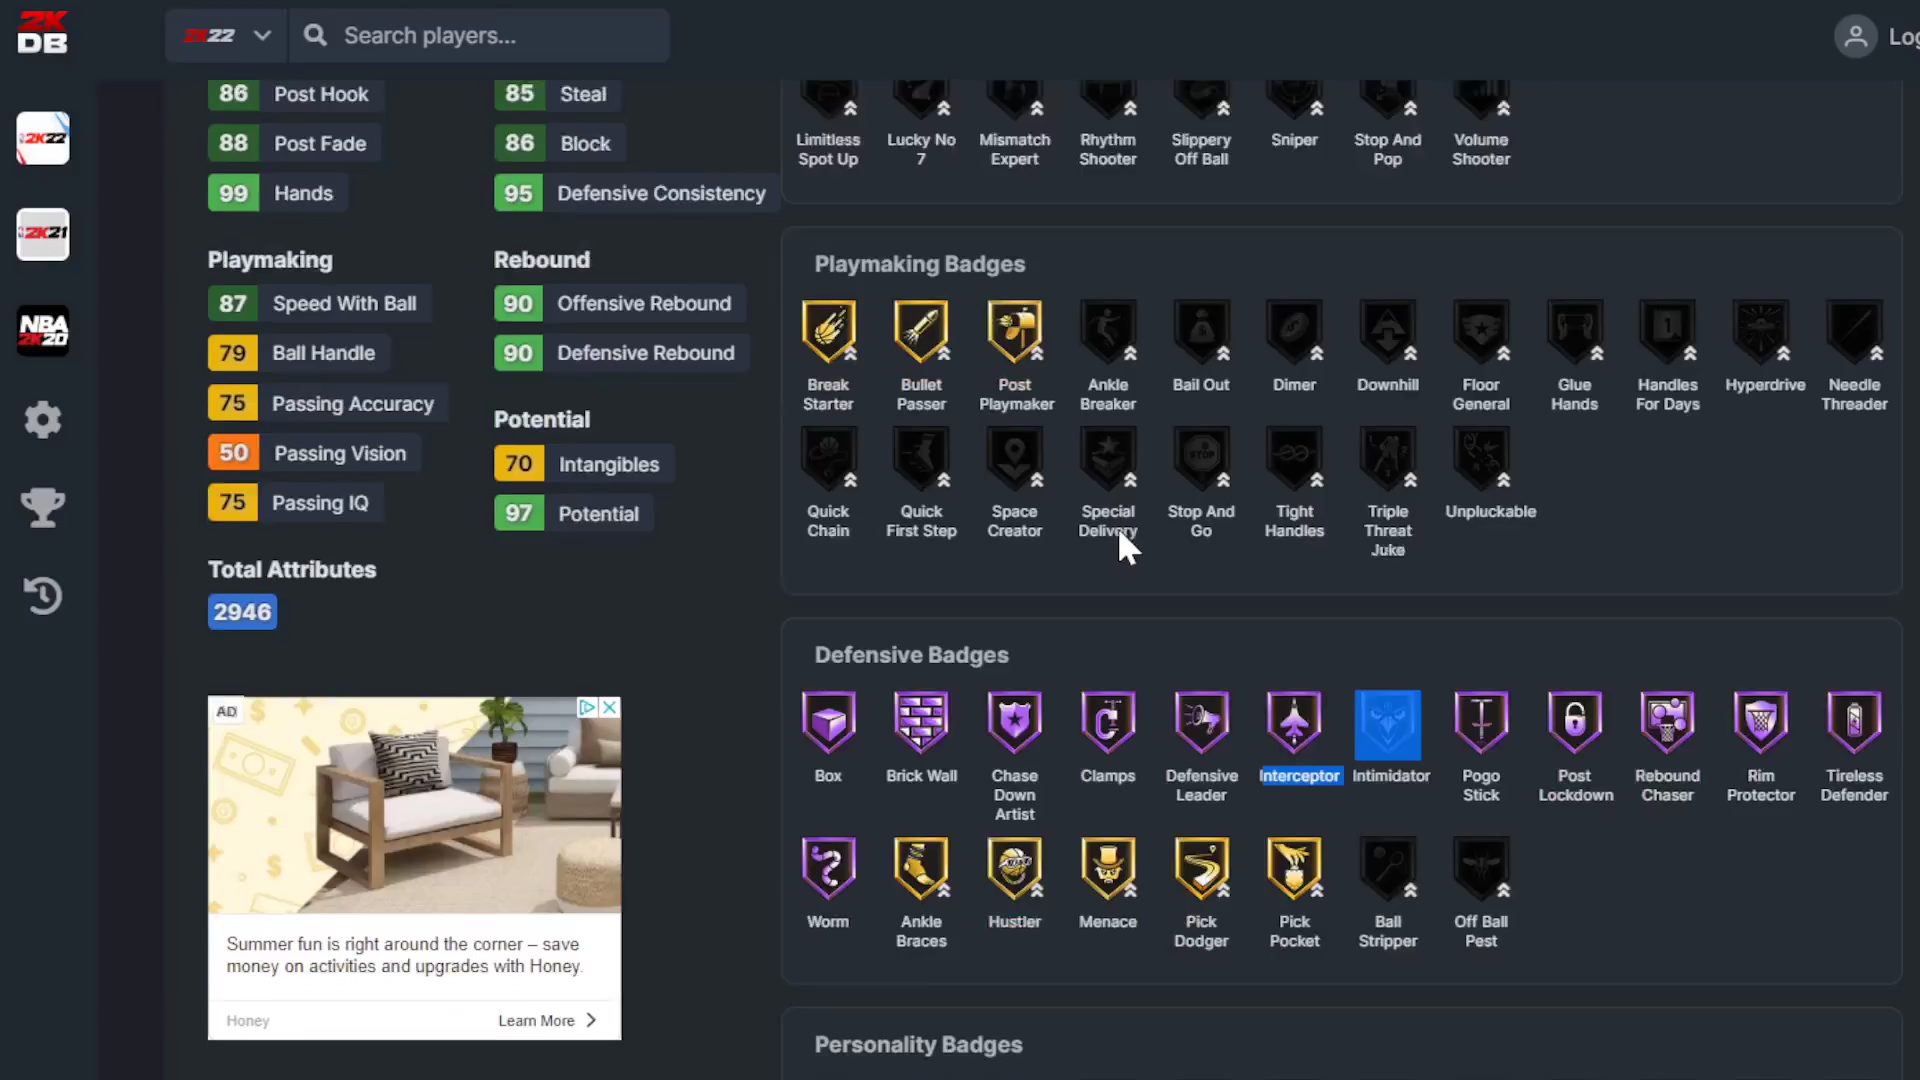 2K
DB
2K22
Search players...
Log
2K22
2K21
NBA
2K20
86 Post Hook
88 Post Fade
99 Hands
85 Steal
86 Block
95 Defensive Consistency
Playmaking
87 Speed With Ball
79 Ball Handle
75 Passing Accuracy
50 Passing Vision
75 Passing IQ
Rebound
90 Offensive Rebound
90 Defensive Rebound
Potential
70 Intangibles
97 Potential
Total Attributes
2946
AD
Summer fun is right around the corner – save
money on activities and upgrades with Honey.
Honey
Learn More
Limitless Lucky No Mismatch Rhythm Slippery Sniper Stop And Volume
Spot Up 7 Expert Shooter Off Ball Pop Shooter
Playmaking Badges
Break Bullet Post Ankle Bail Out Dimer Downhill Floor Glue Handles Hyperdrive Needle
Starter Passer Playmaker Breaker General Hands For Days Threader
STOP
Quick Quick Space Special Stop And Tight Triple Unpluckable
Chain First Step Creator Delivery Go Handles Threat
Juke
Defensive Badges
Box Brick Wall Chase Clamps Defensive Interceptor Intimidator Pogo Post Rebound Rim Tireless
Down Leader Stick Lockdown Chaser Protector Defender
Artist
Worm Ankle Hustler Menace Pick Pick Ball Off Ball
Braces Dodger Pocket Stripper Pest
Personality Badges